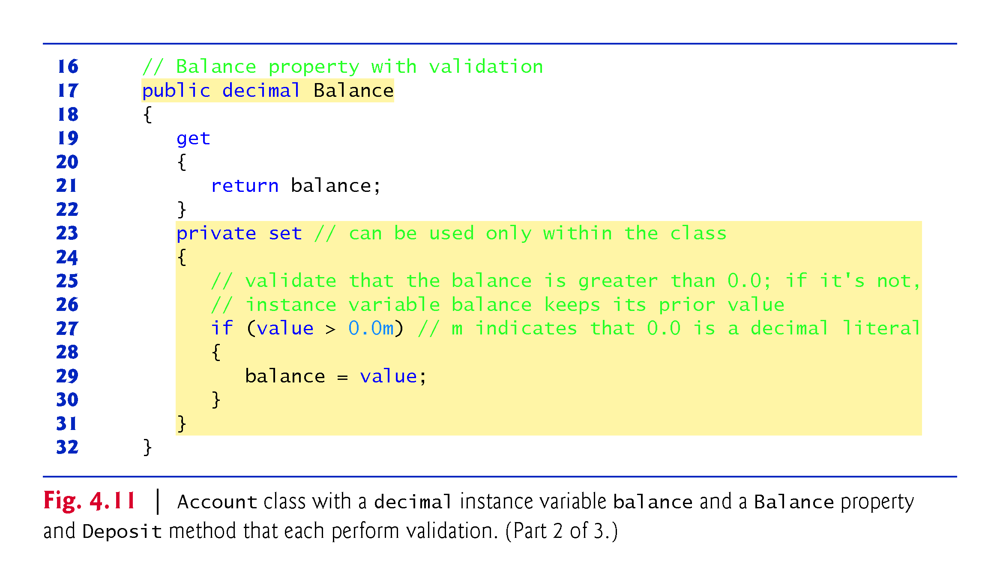 16 // Balance property with validation
17 public decimal Balance
18 {
19 get
20 {
21 return balance;
22 }
23 private set // can be used only within the class
24 {
25 // validate that the balance is greater than 0.0; if it's not,
26 // instance variable balance keeps its prior value
27 if (value > 0.0m) // m indicates that 0.0 is a decimal literal
28 {
29 balance = value;
30 }
31 }
32 }
Fig. 4.11 | Account class with a decimal instance variable balance and a Balance property
and Deposit method that each perform validation. (Part 2 of 3.)